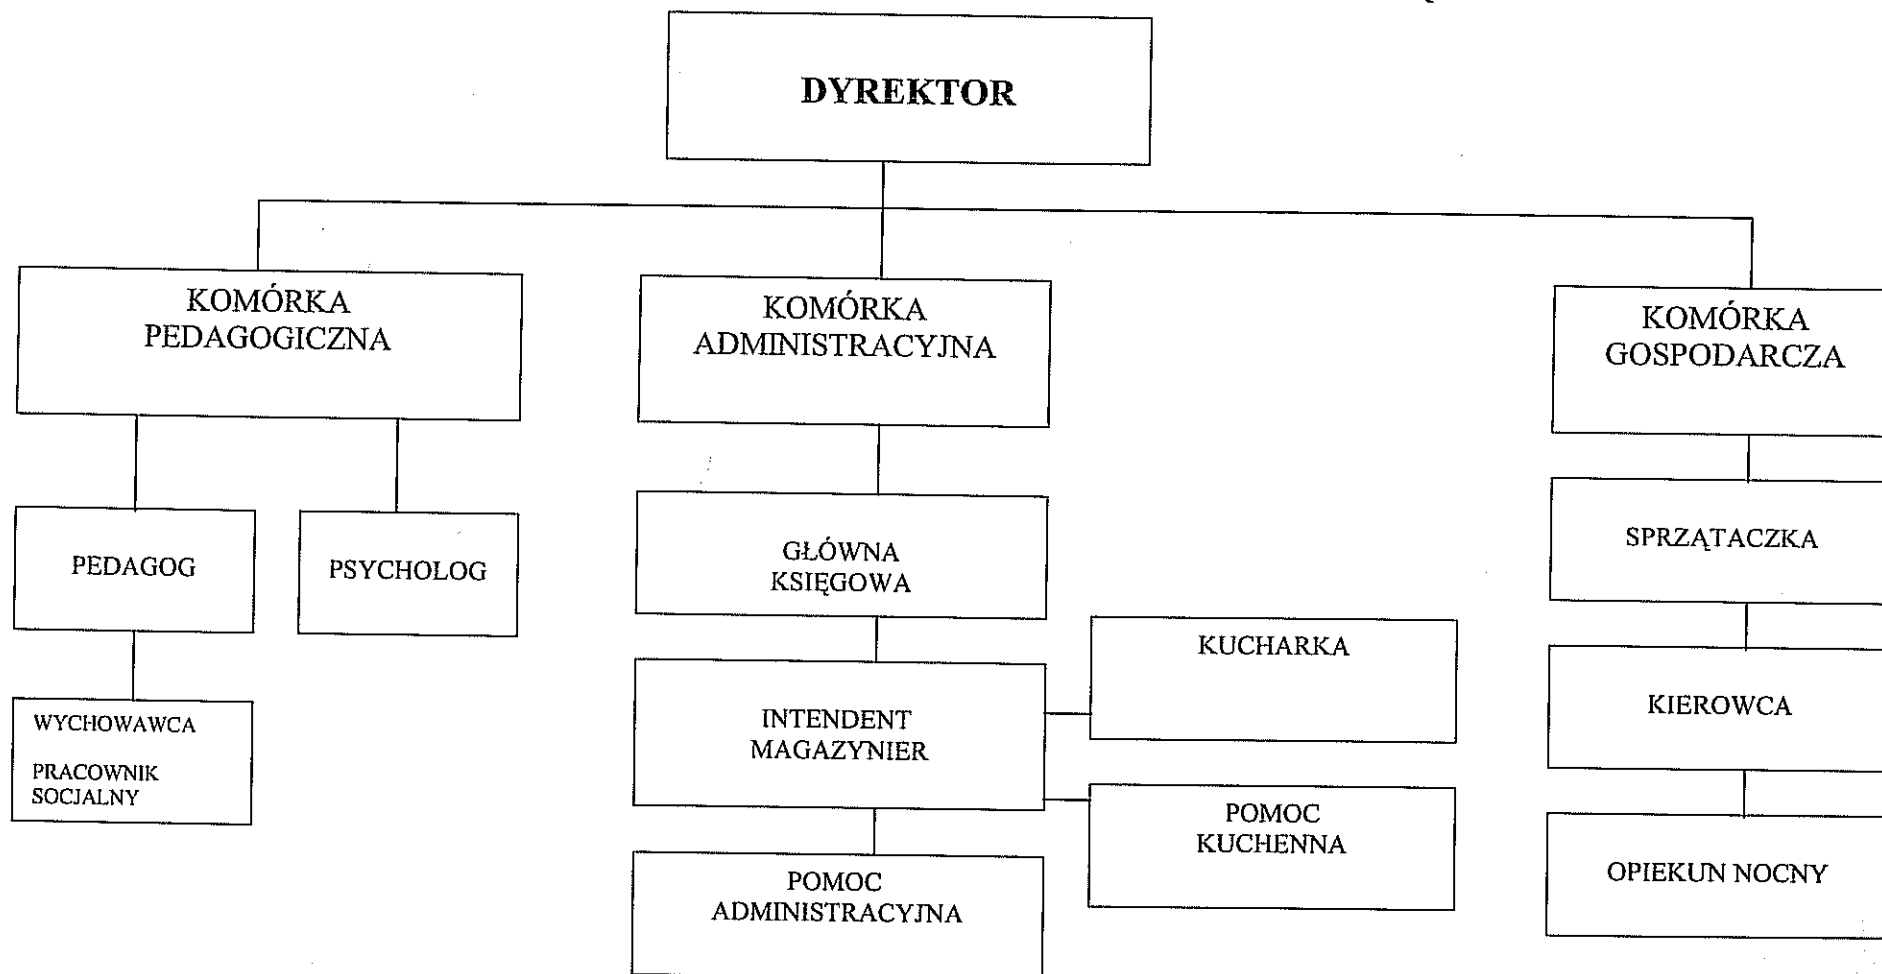 DYREKTOR
KOMÓRKA
PEDAGOGICZNA
KOMÓRKA
ADMINISTRACYJNA
KOMÓRKA
GOSPODARCZA
PEDAGOG
PSYCHOLOG
GŁÓWNA
KSIĘGOWA
SPRZĄTACZKA
WYCHOWAWCA
PRACOWNIK
SOCJALNY
INTENDENT
MAGAZYNIER
KUCHARKA
POMOC
KUCHENNA
KIEROWCA
POMOC
ADMINISTRACYJNA
OPIEKUN NOCNY